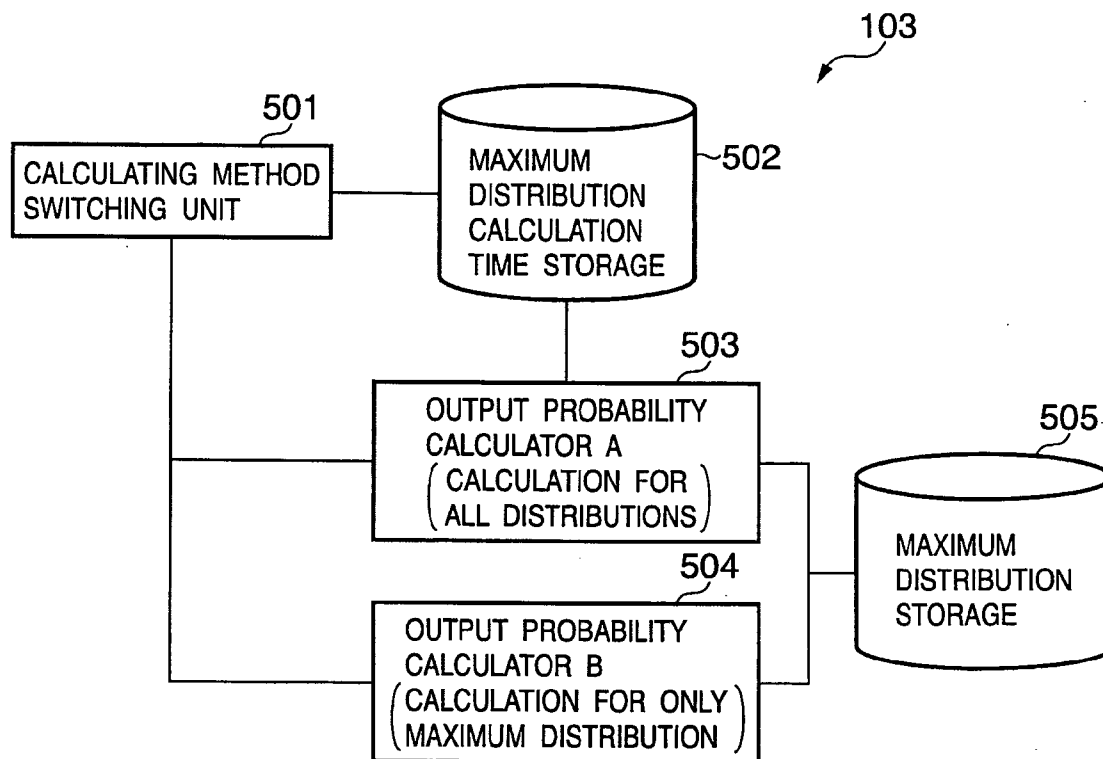 103
501
CALCULATING METHOD
SWITCHING UNIT
502
MAXIMUM
DISTRIBUTION
CALCULATION
TIME STORAGE
503
OUTPUT PROBABILITY
CALCULATOR A
(CALCULATION FOR
ALL DISTRIBUTIONS)
504
OUTPUT PROBABILITY
CALCULATOR B
(CALCULATION FOR ONLY
MAXIMUM DISTRIBUTION)
505
MAXIMUM
DISTRIBUTION
STORAGE